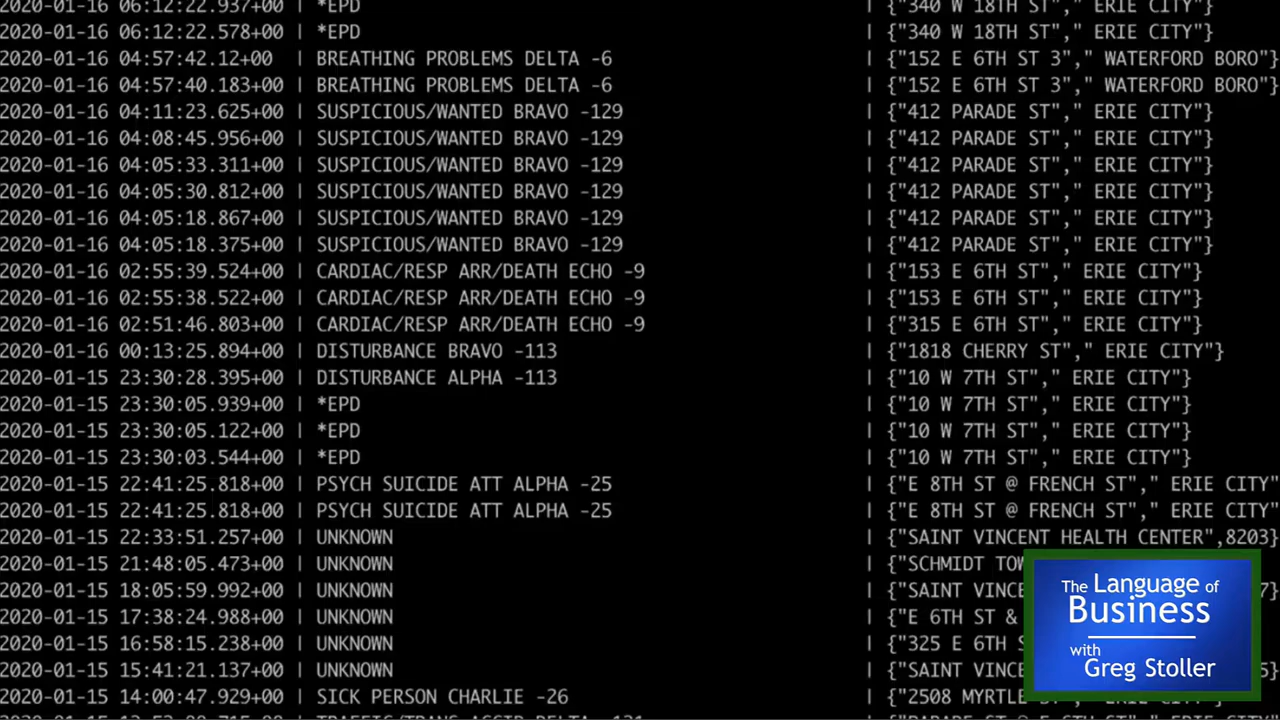 2020-01-16 06:12:22.937+00 | *EPD | {"340 W 18TH ST"," ERIE CITY"}
2020-01-16 06:12:22.578+00 | *EPD | {"340 W 18TH ST"," ERIE CITY"}
2020-01-16 04:57:42.12+00 | BREATHING PROBLEMS DELTA -6 | {"152 E 6TH ST 3"," WATERFORD BORO"}
2020-01-16 04:57:40.183+00 | BREATHING PROBLEMS DELTA -6 | {"152 E 6TH ST 3"," WATERFORD BORO"}
2020-01-16 04:11:23.625+00 | SUSPICIOUS/WANTED BRAVO -129 | {"412 PARADE ST"," ERIE CITY"}
2020-01-16 04:08:45.956+00 | SUSPICIOUS/WANTED BRAVO -129 | {"412 PARADE ST"," ERIE CITY"}
2020-01-16 04:05:33.311+00 | SUSPICIOUS/WANTED BRAVO -129 | {"412 PARADE ST"," ERIE CITY"}
2020-01-16 04:05:30.812+00 | SUSPICIOUS/WANTED BRAVO -129 | {"412 PARADE ST"," ERIE CITY"}
2020-01-16 04:05:18.867+00 | SUSPICIOUS/WANTED BRAVO -129 | {"412 PARADE ST"," ERIE CITY"}
2020-01-16 04:05:18.375+00 | SUSPICIOUS/WANTED BRAVO -129 | {"412 PARADE ST"," ERIE CITY"}
2020-01-16 02:55:39.524+00 | CARDIAC/RESP ARR/DEATH ECHO -9 | {"153 E 6TH ST"," ERIE CITY"}
2020-01-16 02:55:38.522+00 | CARDIAC/RESP ARR/DEATH ECHO -9 | {"153 E 6TH ST"," ERIE CITY"}
2020-01-16 02:51:46.803+00 | CARDIAC/RESP ARR/DEATH ECHO -9 | {"315 E 6TH ST"," ERIE CITY"}
2020-01-16 00:13:25.894+00 | DISTURBANCE BRAVO -113 | {"1818 CHERRY ST"," ERIE CITY"}
2020-01-15 23:30:28.395+00 | DISTURBANCE ALPHA -113 | {"10 W 7TH ST"," ERIE CITY"}
2020-01-15 23:30:05.939+00 | *EPD | {"10 W 7TH ST"," ERIE CITY"}
2020-01-15 23:30:05.122+00 | *EPD | {"10 W 7TH ST"," ERIE CITY"}
2020-01-15 23:30:03.544+00 | *EPD | {"10 W 7TH ST"," ERIE CITY"}
2020-01-15 22:41:25.818+00 | PSYCH SUICIDE ATT ALPHA -25 | {"E 8TH ST @ FRENCH ST"," ERIE CITY"
2020-01-15 22:41:25.818+00 | PSYCH SUICIDE ATT ALPHA -25 | {"E 8TH ST @ FRENCH ST"," ERIE CITY"
2020-01-15 22:33:51.257+00 | UNKNOWN | {"SAINT VINCENT HEALTH CENTER",8203}
2020-01-15 21:48:05.473+00 | UNKNOWN | {"SCHMIDT
2020-01-15 18:05:59.992+00 | UNKNOWN | {"SAINT
2020-01-15 17:38:24.988+00 | UNKNOWN | {"E 6TH ST &
2020-01-15 16:58:15.238+00 | UNKNOWN | {"325 E 6TH
2020-01-15 15:41:21.137+00 | UNKNOWN | {"SAINT
2020-01-15 14:00:47.929+00 | SICK PERSON CHARLIE -26 | {"2508 MYRTLE
The Language of
Business
with
Greg Stoller